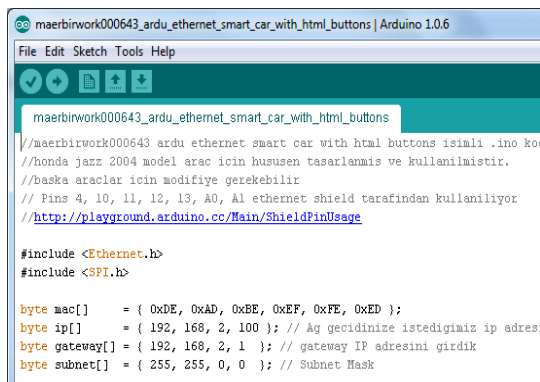 maerbirwork000643_ardu_ethernet_smart_car_with_html_buttons | Arduino 1.0.6
File Edit Sketch Tools Help
maerbirwork000643_ardu_ethernet_smart_car_with_html_buttons
//maerbirwork000643 ardu ethernet smart car with html buttons isimli .ino
//honda jazz 2004 model arac icin hususen tasarlanmis ve kullanilmistir.
//baska araclar icin modifiye gerekebilir
// Pins 4, 10, 11, 12, 13, A0, A1 ethernet shield tarafindan kullaniliyor
//http://playground.arduino.cc/Main/ShieldPinUsage
#include <Ethernet.h>
#include <SPI.h>
byte mac[] = { 0xDE, 0xAD, 0xBE, 0xEF, 0xFE, 0xED };
byte ip[] = { 192, 168, 2, 100 }; // Ag gecidinize istedigimiz ip
byte gateway[] = { 192, 168, 2, 1 }; // gateway IP adresini girdik
byte subnet[] = { 255, 255, 0, 0 }; // Subnet Mask